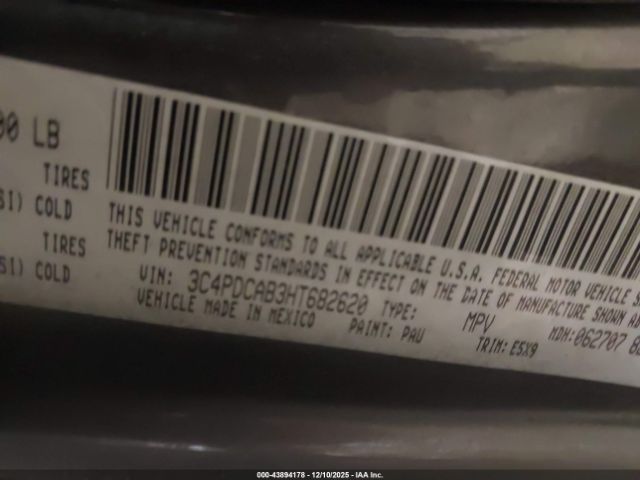 00 LB
TIRES
SI) COLD
TIRES
SI) COLD
THIS VEHICLE CONFORMS TO ALL APPLICABLE U.S.A. FEDERAL MOTOR VEHICLE
THEFT PREVENTION STANDARDS IN EFFECT ON THE DATE OF MANUFACTURE SHOWN
VIN: 3C4PDCAB3HT682620 TYPE: MPV MDH:062707
VEHICLE MADE IN MEXICO PAINT: PAU TRIM: E5X9
000-43894178 — 12/10/2025 — IAA Inc.